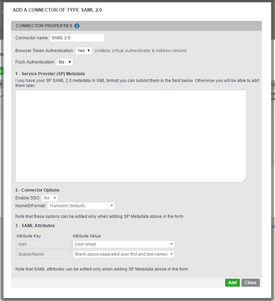 ADD A CONNECTOR OF TYPE: SAML 2.0
CONNECTOR PROPERTIES
Connector name: SAML 2.0
Browser Token Authentication: Yes (inWebo Virtual Authenticator & inWebo Helium)
Push Authentication: No
1 - Service Provider (SP) Metadata
If you have your SP SAML 2.0 metadata in XML format you can submit them in the field below. Otherwise you will be able to add
them later.
2 - Connector Options
Enable SSO: No
NameIDFormat: Transient (default)
Note that these options can be edited only when adding SP Metadata above in the form
3 - SAML Attributes
Attribute Key Attribute Value
mail User email
displayName Blank space separated user first and last names
Note that SAML attributes can be edited only when adding SP Metadata above in the form
Add Cancel